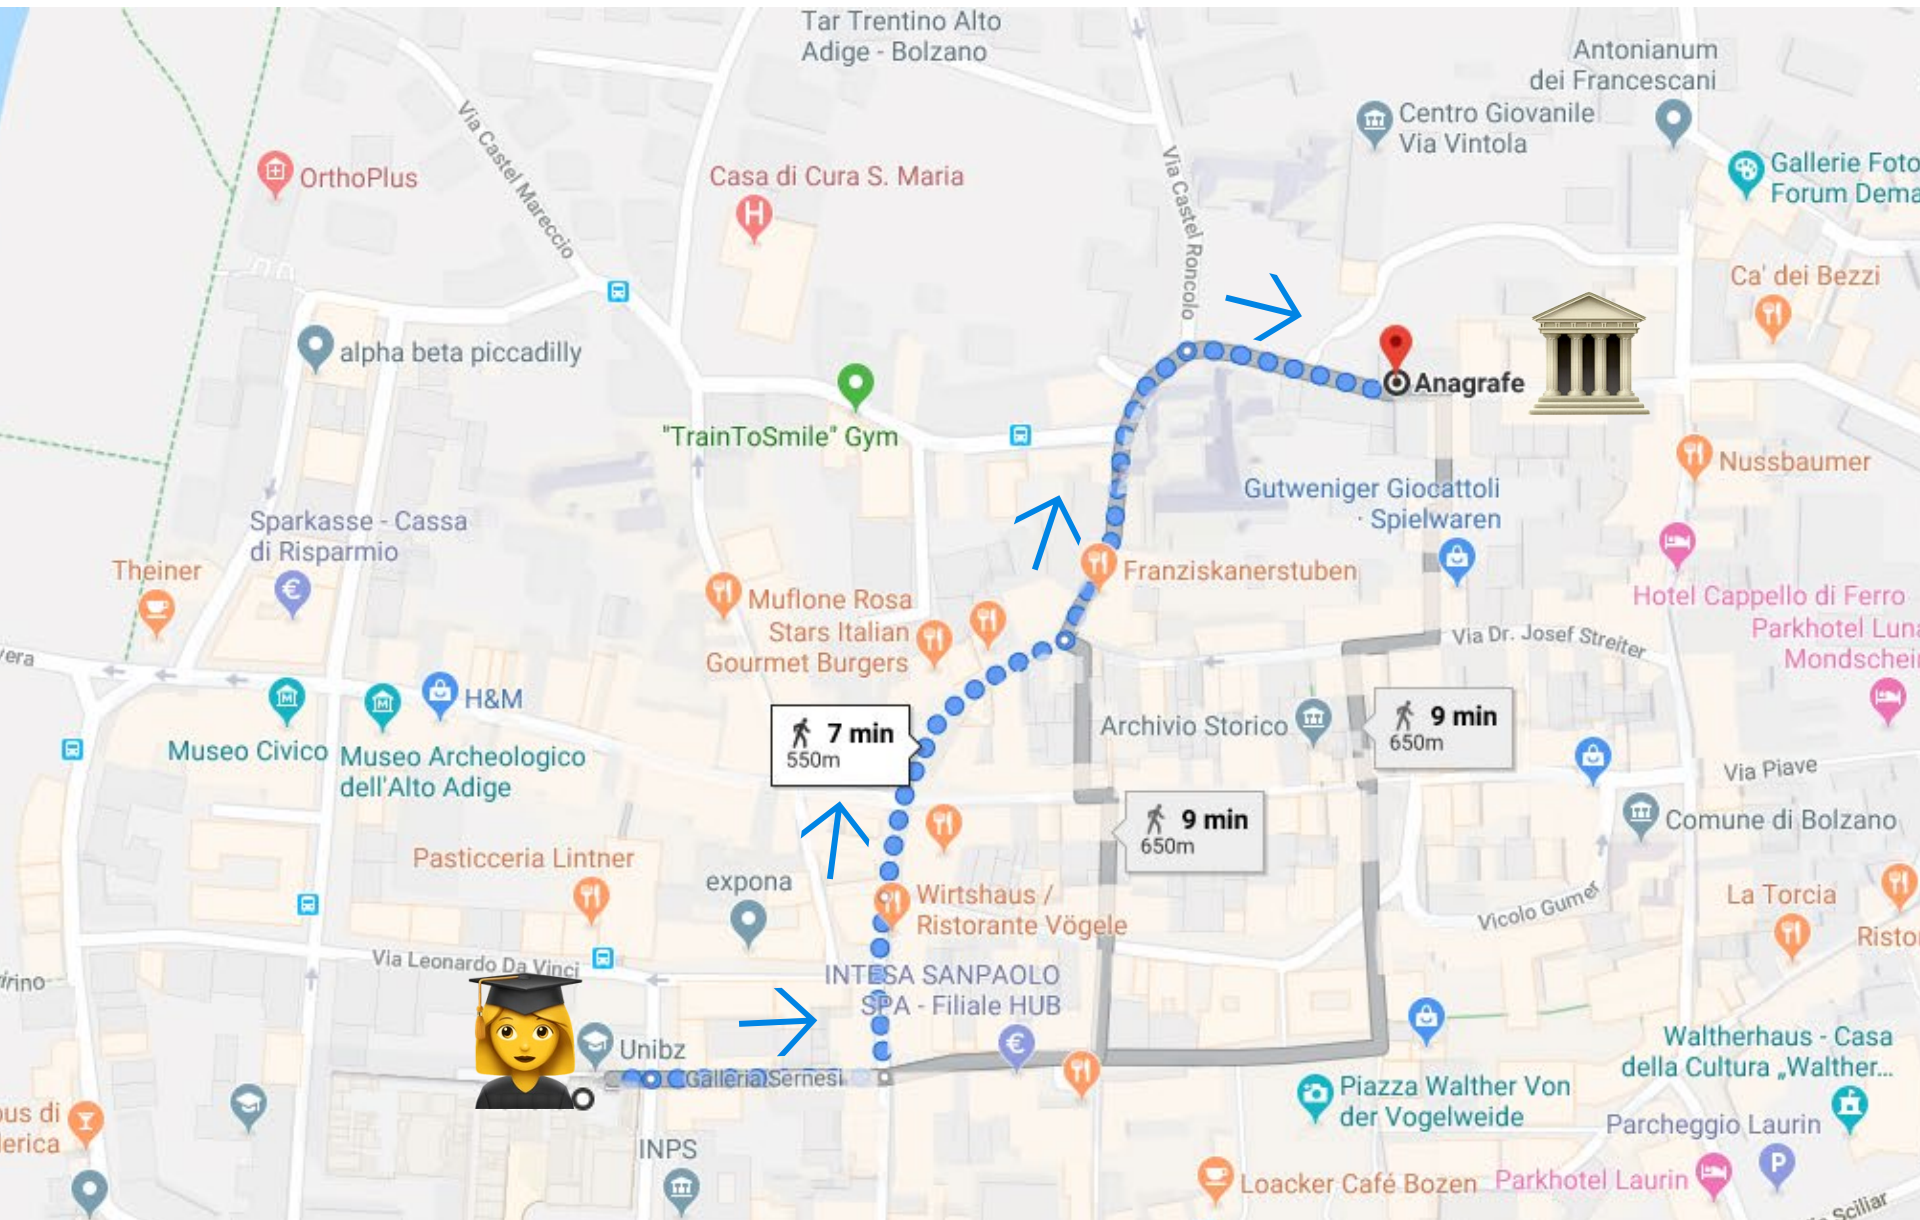 Tar Trentino Alto
Adige - Bolzano
Antonianum
dei Francescani
Centro Giovanile
Via Vintola
Via Castel Mareccio
Via Castel Roncolo
Gallerie Foto
Forum Dema
OrthoPlus
Casa di Cura S. Maria
H
Ca' dei Bezzi
alpha beta piccadilly
Anagrafe
"TrainToSmile" Gym
Nussbaumer
Gutweniger Giocattoli
· Spielwaren
Sparkasse - Cassa
di Risparmio
€
Theiner
Franziskanerstuben
Muflone Rosa
Stars Italian
Gourmet Burgers
Hotel Cappello di Ferro
Parkhotel Luna
Mondschein
Via Dr. Josef Streiter
vera
M
M
H&M
Museo Civico
Museo Archeologico
dell'Alto Adige
7 min
550m
Archivio Storico
9 min
650m
Via Piave
9 min
650m
Comune di Bolzano
Pasticceria Lintner
expona
Wirtshaus /
Ristorante Vögele
Vicolo Gumer
La Torcia
Ristor
Via Leonardo Da Vinci
INTESA SANPAOLO
SPA - Filiale HUB
€
Unibz
Galleria Sernesi
Waltherhaus - Casa
della Cultura „Walther...
Piazza Walther Von
der Vogelweide
Parcheggio Laurin
P
INPS
Loacker Café Bozen
Parkhotel Laurin
Sciliar